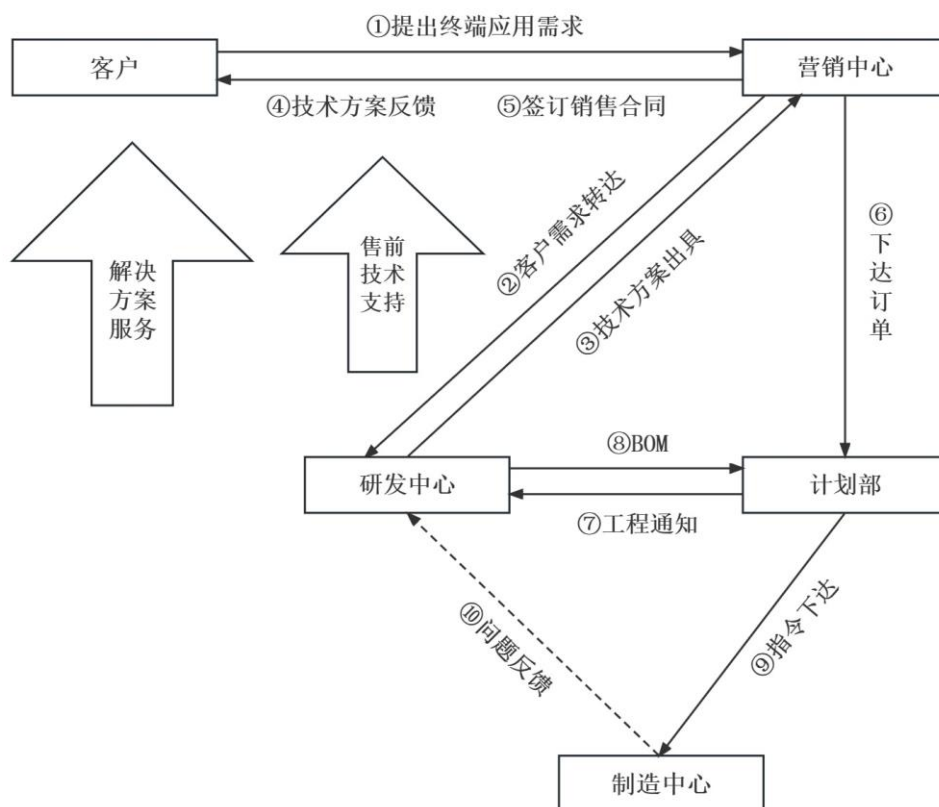 ①提出终端应用需求
客户
营销中心
④技术方案反馈
⑤签订销售合同
②客户需求转达
③技术方案出具
⑥下达订单
解决
方案
服务
售前
技术
支持
⑧BOM
研发中心
计划部
⑦工程通知
⑩问题反馈
⑨指令下达
制造中心